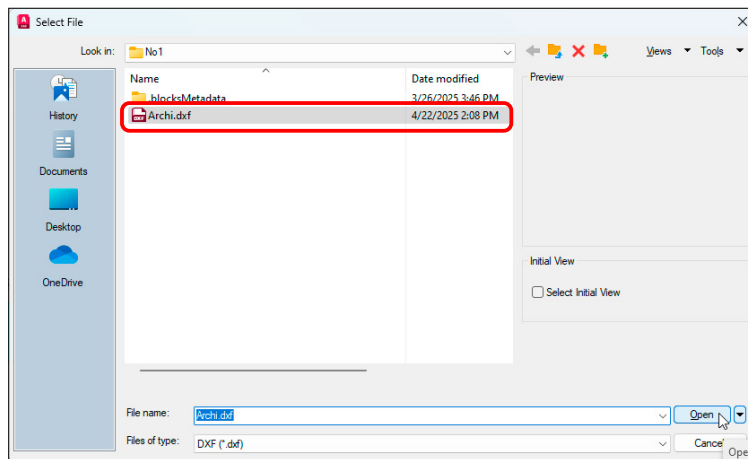 Select File
Look in: No1 Views Tools
Name Date modified Preview
.blocksMetadata 3/26/2025 3:46 PM
DXF Archi.dxf 4/22/2025 2:08 PM
History
Documents
Desktop
OneDrive
Initial View
Select Initial View
File name: Archi.dxf Open
Files of type: DXF (*.dxf) Cancel
Ope